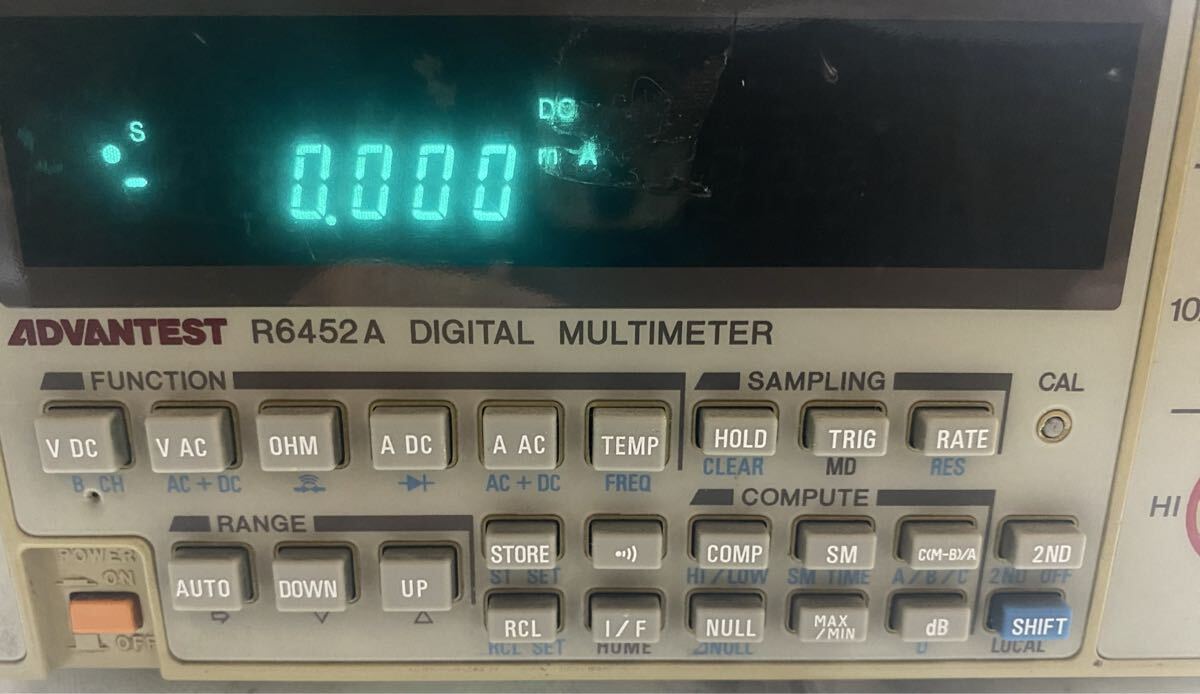 S
DC
0.000 m A
ADVANTEST R6452A DIGITAL MULTIMETER
FUNCTION SAMPLING CAL
V DC V AC OHM A DC A AC TEMP HOLD TRIG RATE
B CH AC + DC AC + DC FREQ CLEAR MD RES
RANGE COMPUTE
HI
STORE COMP SM C(M-B)/A 2ND
POWER
ON
ST SET HI / LOW SM TIME A / B / C 2ND OFF
AUTO DOWN UP
RCL I / F NULL MAX /MIN dB SHIFT
OFF
RCL SET HOME ⊿NULL LOCAL